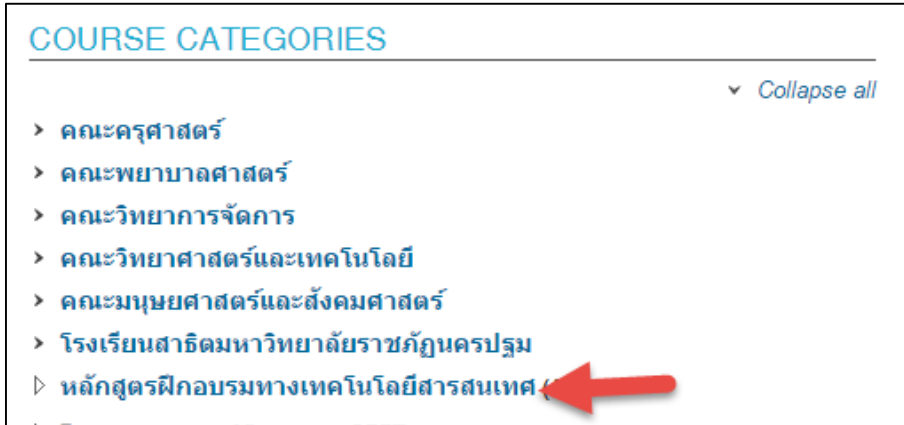 COURSE CATEGORIES
Collapse all
คณะครุศาสตร์
คณะพยาบาลศาสตร์
คณะวิทยาการจัดการ
คณะวิทยาศาสตร์และเทคโนโลยี
คณะมนุษยศาสตร์และสังคมศาสตร์
โรงเรียนสาธิตมหาวิทยาลัยราชภัฏนครปฐม
หลักสูตรฝึกอบรมทางเทคโนโลยีสารสนเทศ (